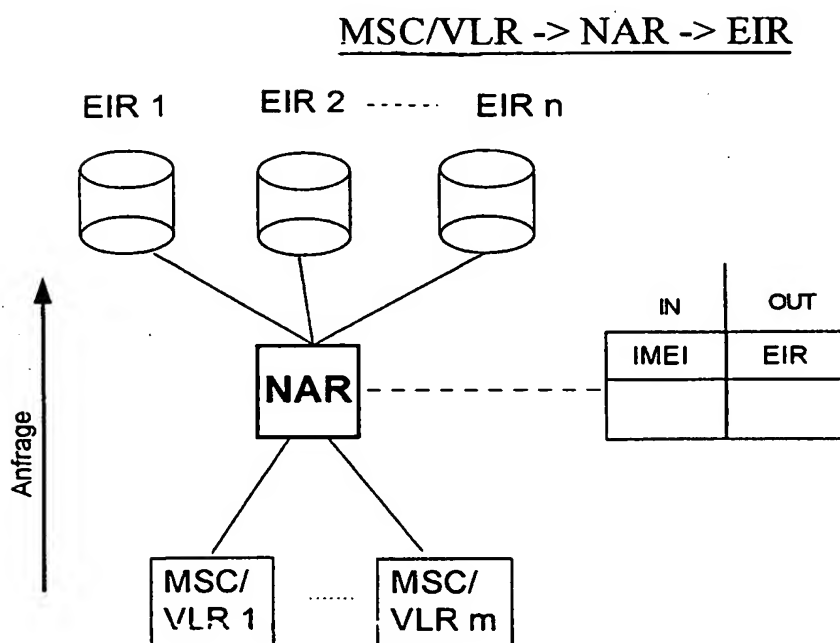 MSC/VLR -> NAR -> EIR
EIR 1 EIR 2 ------ EIR n
IN OUT
IMEI EIR
NAR
Anfrage
MSC/ VLR 1 ....... MSC/ VLR m